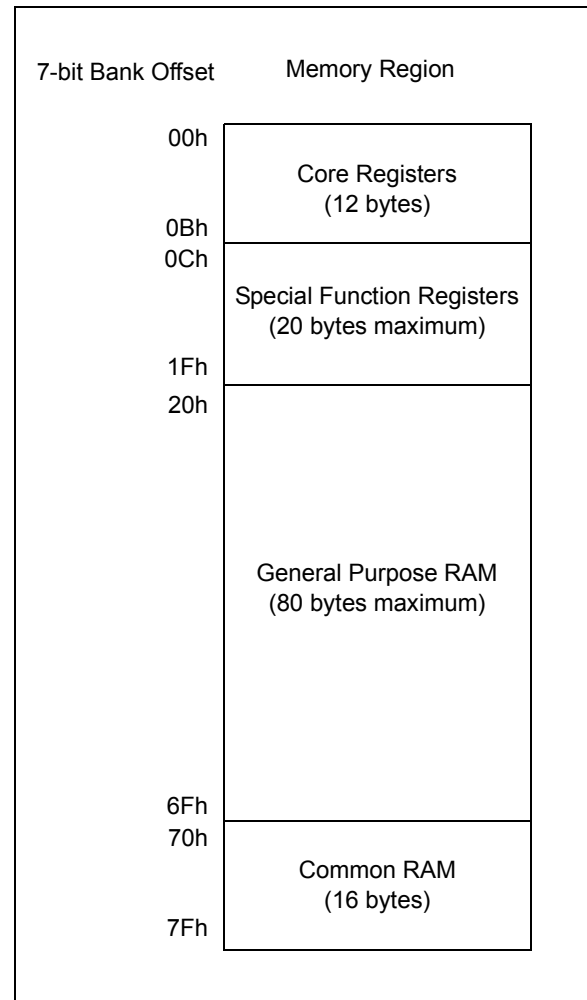 7-bit Bank Offset Memory Region
00h
Core Registers
(12 bytes)
0Bh
0Ch
Special Function Registers
(20 bytes maximum)
1Fh
20h
General Purpose RAM
(80 bytes maximum)
6Fh
70h
Common RAM
(16 bytes)
7Fh